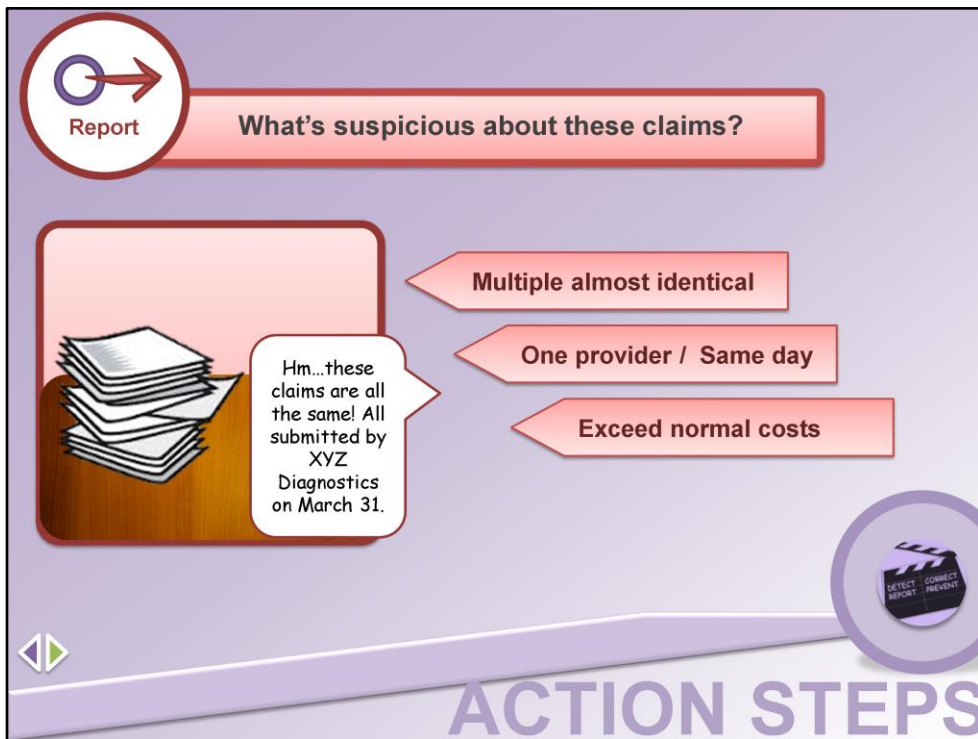 Report
What's suspicious about these claims?
Multiple almost identical
One provider / Same day
Exceed normal costs
Hm...these
claims are all
the same! All
submitted by
XYZ
Diagnostics
on March 31.
DETECT CORRECT
REPORT PREVENT
ACTION STEPS